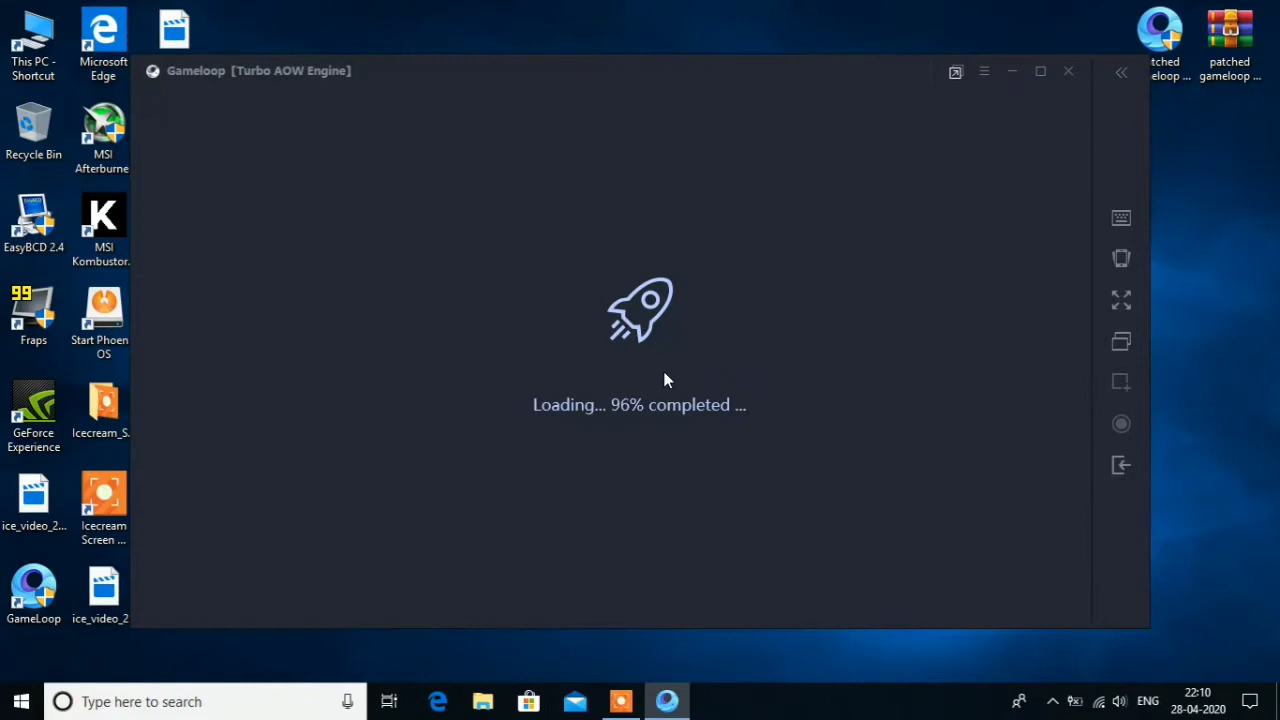 This PC -
Shortcut
Microsoft
Edge
Recycle Bin
MSI
Afterburne
EasyBCD 2.4
K
MSI
Kombustor.
99
Fraps
Start Phoen
OS
GeForce
Experience
Icecream_S.
ice_video_2...
Icecream
Screen ...
GameLoop
ice_video_2
Gameloop [Turbo AOW Engine]
Loading... 96% completed ...
patched
gameloop ...
Type here to search
ENG
22:10
28-04-2020